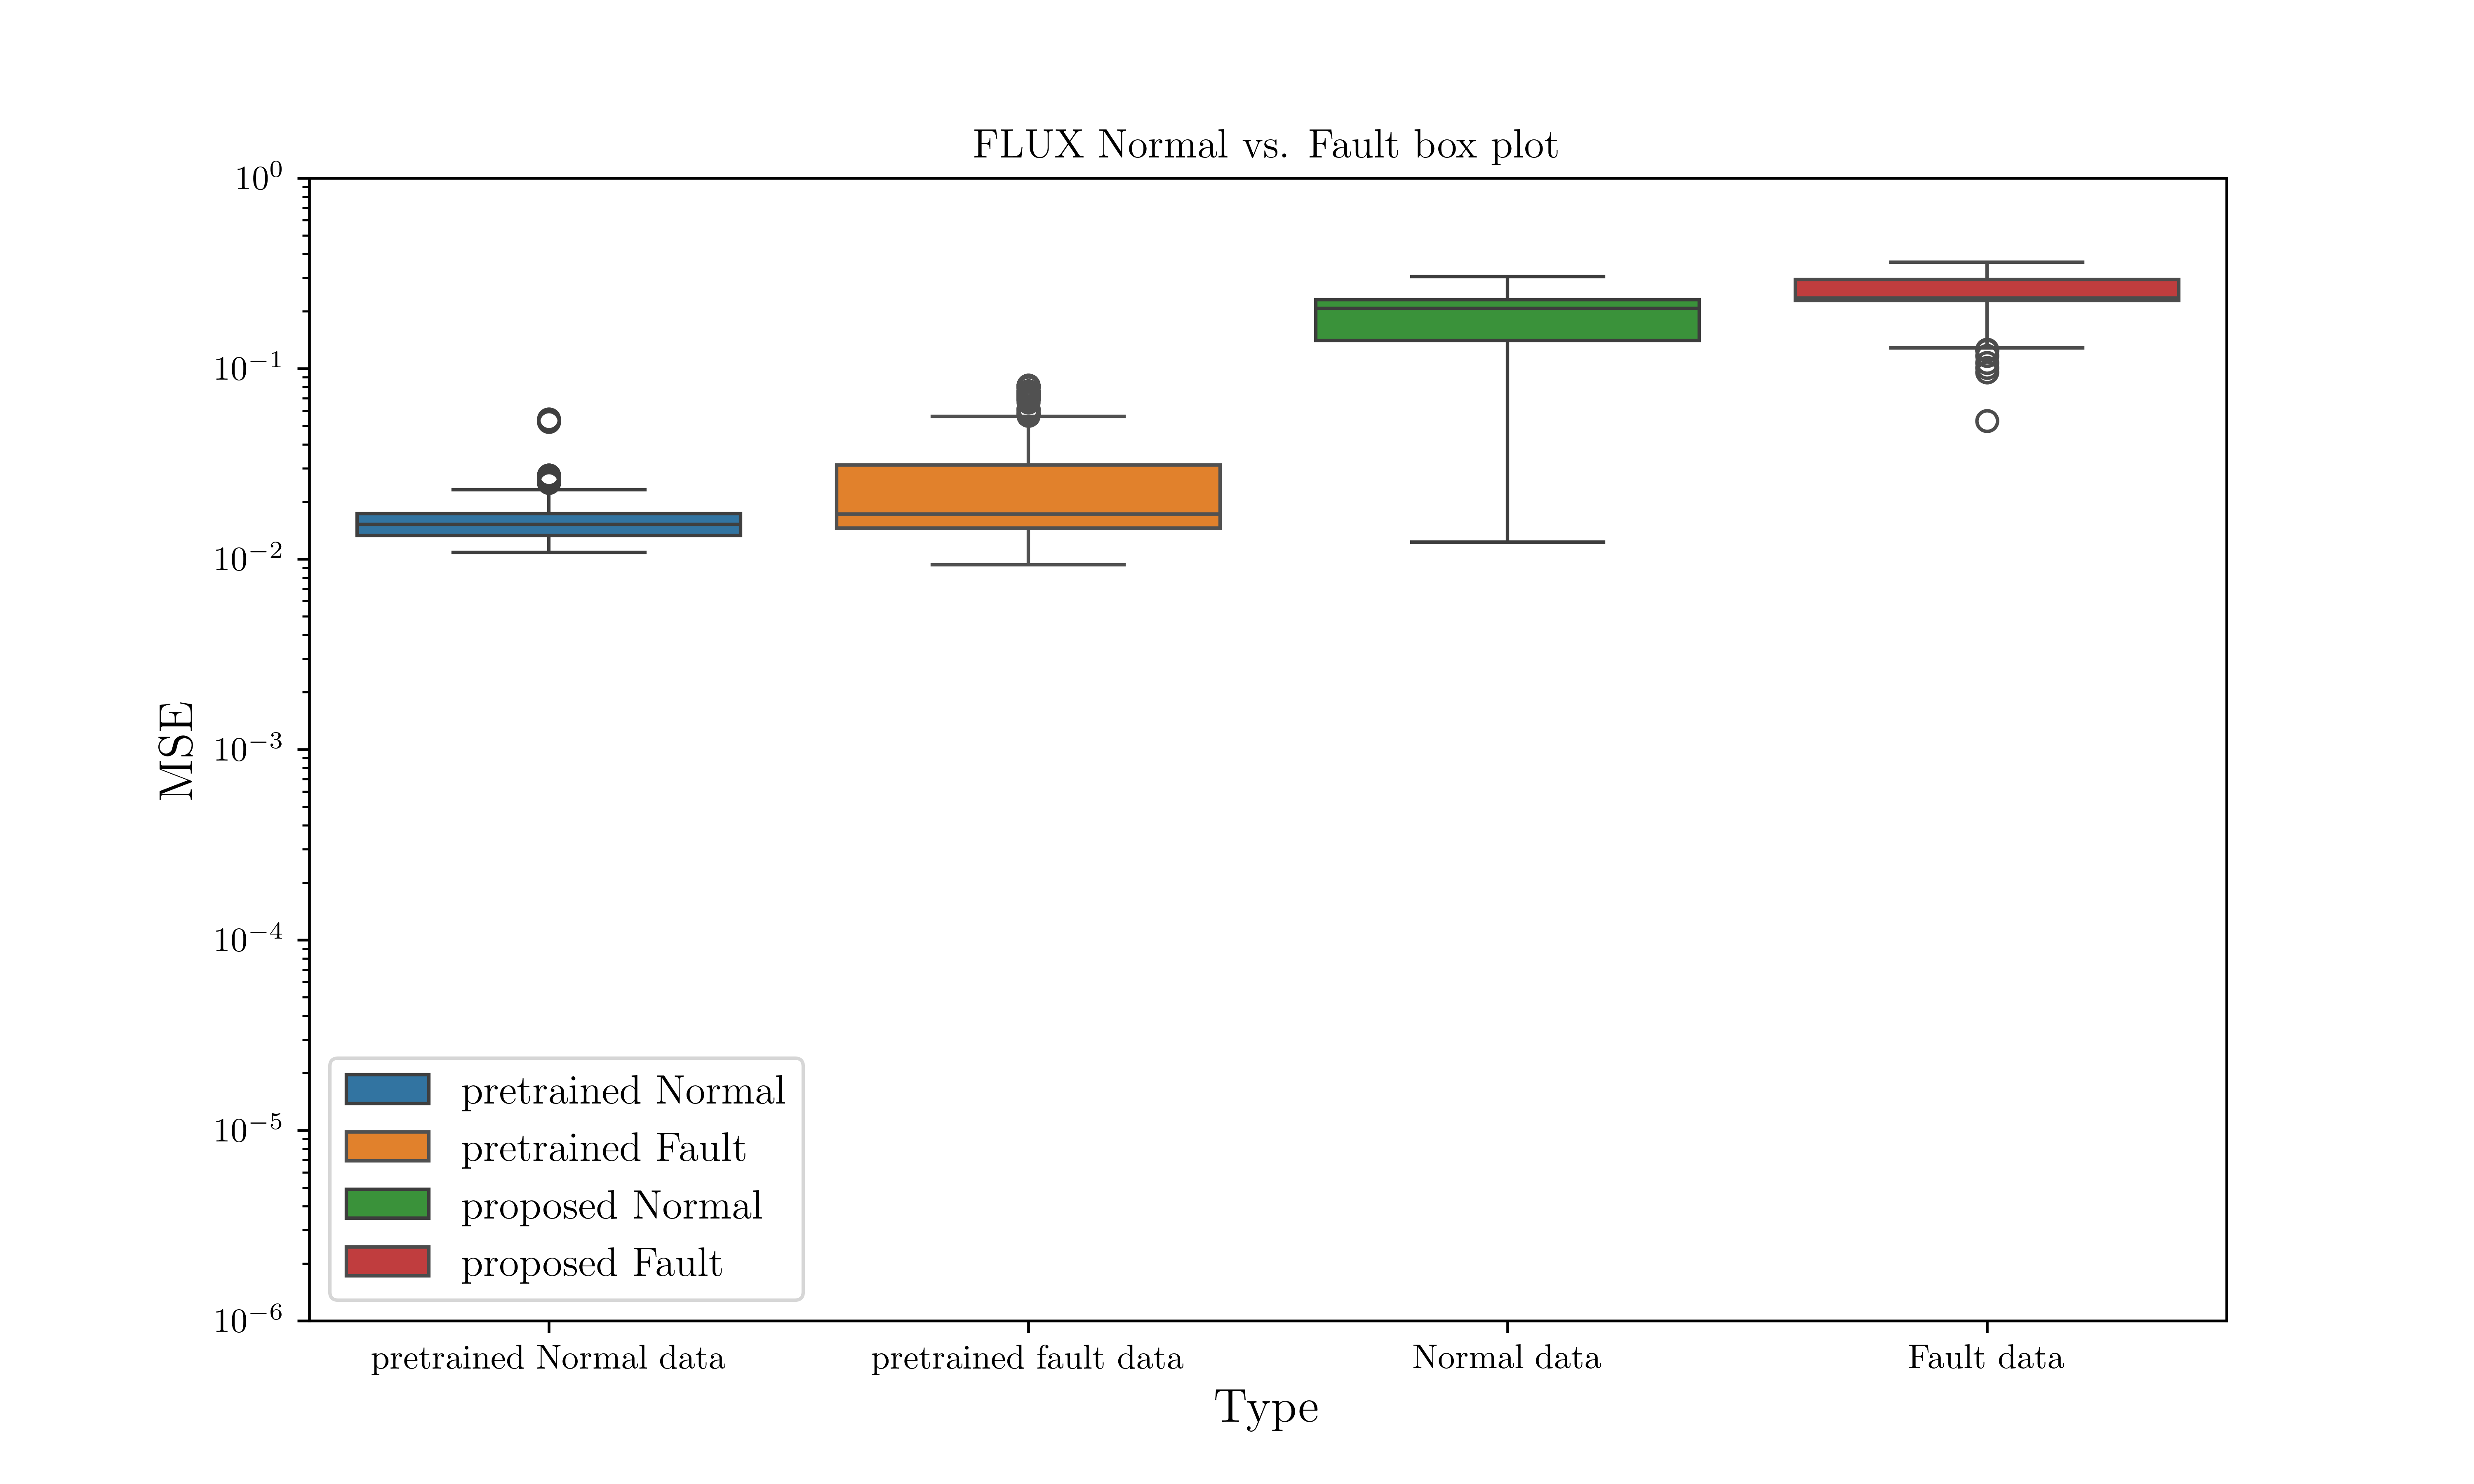 FLUX Normal vs. Fault box plot
10⁰
10⁻¹
10⁻²
10⁻³
10⁻⁴
10⁻⁵
10⁻⁶
MSE
pretrained Normal
pretrained Fault
proposed Normal
proposed Fault
pretrained Normal data
pretrained fault data
Normal data
Fault data
Type